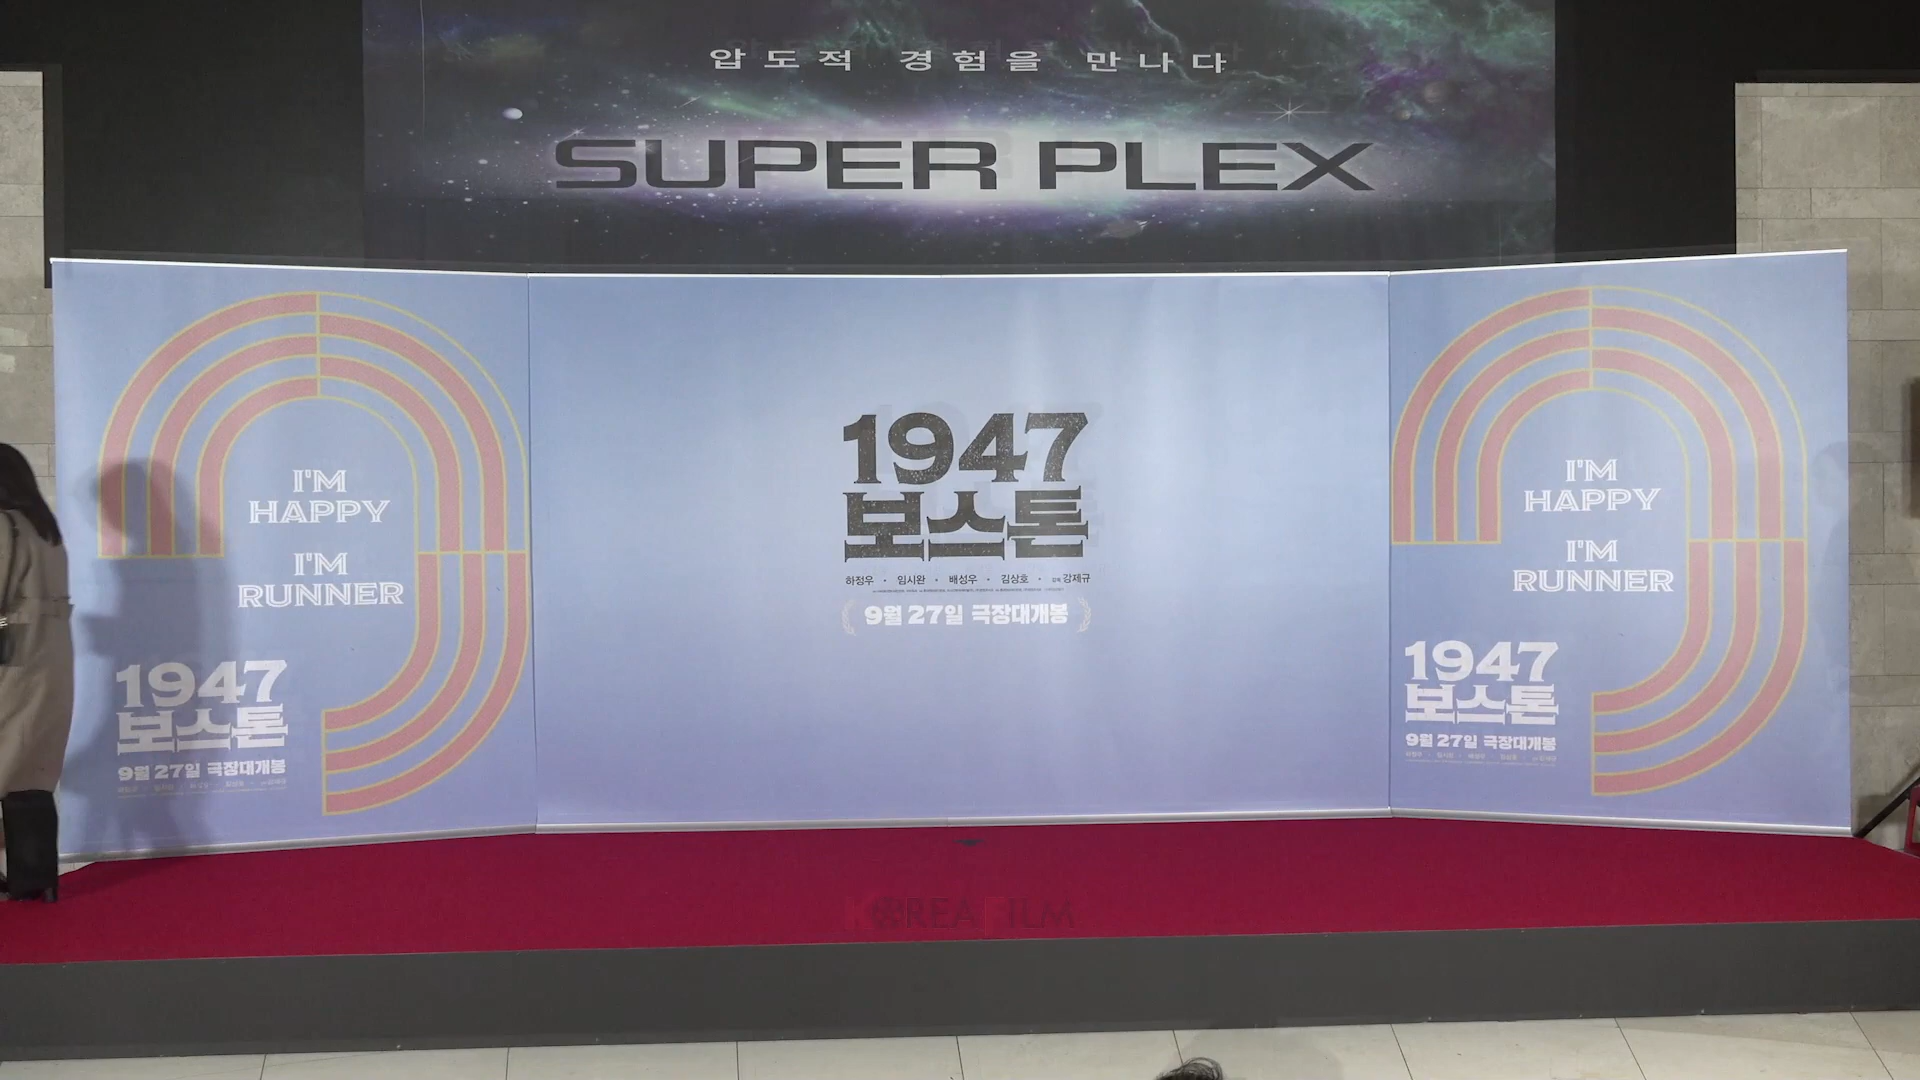 압도적 경험을 만나다
SUPER PLEX
I'M
HAPPY
I'M
RUNNER
1947
보스톤
9월 27일 극장대개봉
1947
보스톤
하정우 · 임시완 · 배성우 · 김상호 · 감독 강제규
9월 27일 극장대개봉
I'M
HAPPY
I'M
RUNNER
1947
보스톤
9월 27일 극장대개봉
KOREA FILM